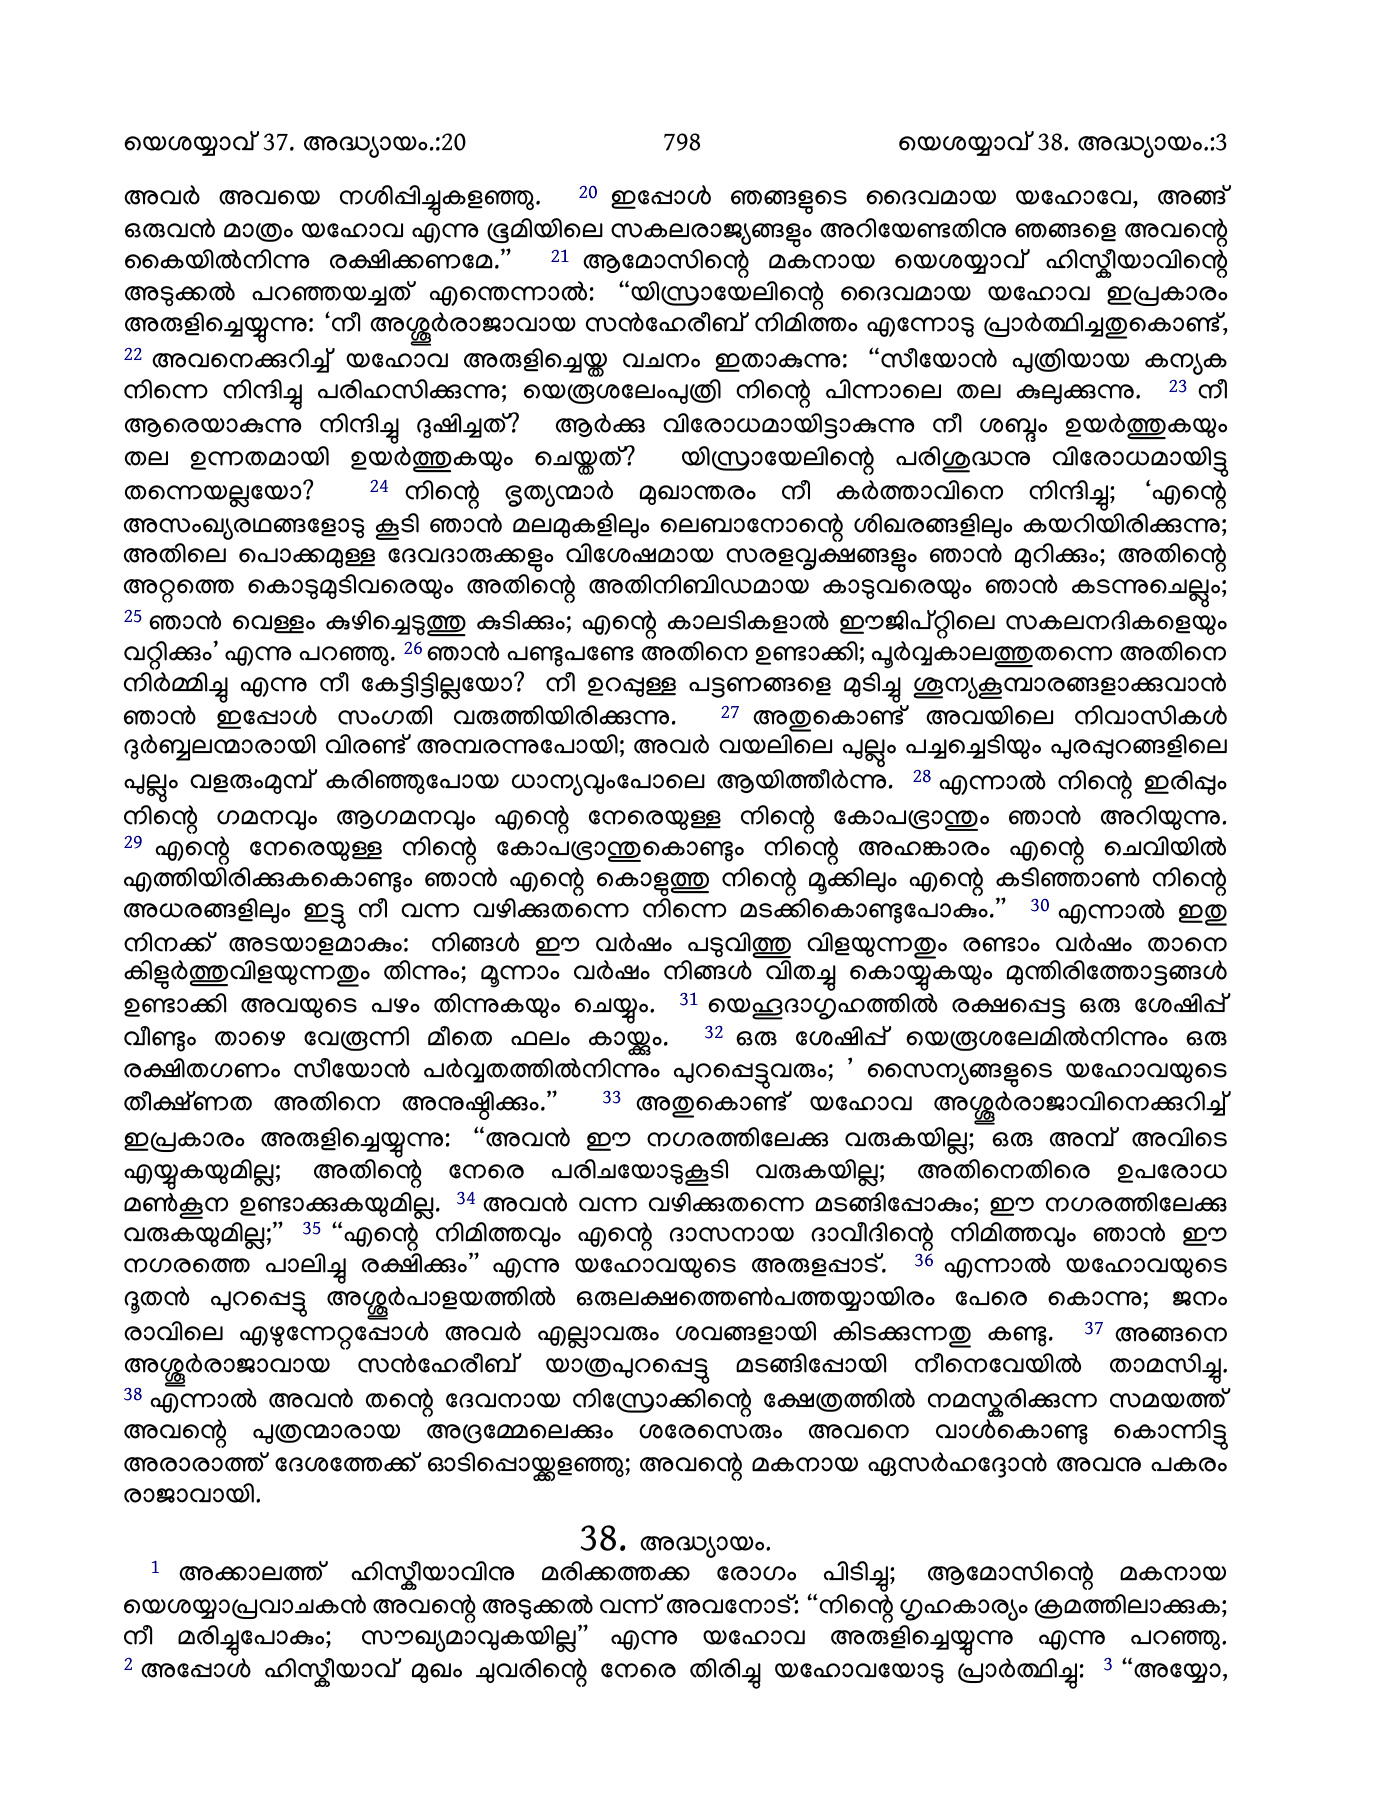 യെശയ്യാവ് 37. അദ്ധ്യായം.:20 798 യെശയ്യാവ് 38. അദ്ധ്യായം.:3
അവർ അവയെ നശിപ്പിച്ചുകളഞ്ഞു. 20 ഇപ്പോൾ ഞങ്ങളുടെ ദൈവമായ യഹോവേ, അങ്ങ്
ഒരുവൻ മാത്രം യഹോവ എന്നു ഭൂമിയിലെ സകലരാജ്യങ്ങളും അറിയേണ്ടതിനു ഞങ്ങളെ അവന്റെ
കൈയിൽനിന്നു രക്ഷിക്കണമേ.” 21 ആമോസിന്റെ മകനായ യെശയ്യാവ് ഹിസ്കീയാവിന്റെ
അടുക്കൽ പറഞ്ഞയച്ചത് എന്തെന്നാൽ: “യിസ്രായേലിന്റെ ദൈവമായ യഹോവ ഇപ്രകാരം
അരുളിച്ചെയ്യുന്നു: ‘നീ അശ്ശൂർരാജാവായ സൻഹേരീബ് നിമിത്തം എന്നോടു പ്രാർത്ഥിച്ചതുകൊണ്ട്,
22 അവനെക്കുറിച്ച് യഹോവ അരുളിച്ചെയ്ത വചനം ഇതാകുന്നു: “സീയോൻ പുത്രിയായ കന്യക
നിന്നെ നിന്ദിച്ചു പരിഹസിക്കുന്നു; യെരൂശലേംപുത്രി നിന്റെ പിന്നാലെ തല കുലുക്കുന്നു. 23 നീ
ആരെയാകുന്നു നിന്ദിച്ചു ദുഷിച്ചത്? ആർക്കു വിരോധമായിട്ടാകുന്നു നീ ശബ്ദം ഉയർത്തുകയും
തല ഉന്നതമായി ഉയർത്തുകയും ചെയ്തത്? യിസ്രായേലിന്റെ പരിശുദ്ധനു വിരോധമായിട്ടു
തന്നെയല്ലയോ? 24 നിന്റെ ഭൃത്യന്മാർ മുഖാന്തരം നീ കർത്താവിനെ നിന്ദിച്ചു; ‘എന്റെ
അസംഖ്യരഥങ്ങളോടു കൂടി ഞാൻ മലമുകളിലും ലെബാനോന്റെ ശിഖരങ്ങളിലും കയറിയിരിക്കുന്നു;
അതിലെ പൊക്കമുള്ള ദേവദാരുക്കളും വിശേഷമായ സരളവൃക്ഷങ്ങളും ഞാൻ മുറിക്കും; അതിന്റെ
അറ്റത്തെ കൊടുമുടിവരെയും അതിന്റെ അതിനിബിഡമായ കാടുവരെയും ഞാൻ കടന്നുചെല്ലും;
25 ഞാൻ വെള്ളം കുഴിച്ചെടുത്തു കുടിക്കും; എന്റെ കാലടികളാൽ ഈജിപ്റ്റിലെ സകലനദികളെയും
വറ്റിക്കും’ എന്നു പറഞ്ഞു. 26 ഞാൻ പണ്ടുപണ്ടേ അതിനെ ഉണ്ടാക്കി; പൂർവ്വകാലത്തുതന്നെ അതിനെ
നിർമ്മിച്ചു എന്നു നീ കേട്ടിട്ടില്ലയോ? നീ ഉറപ്പുള്ള പട്ടണങ്ങളെ മുടിച്ചു ശൂന്യകൂമ്പാരങ്ങളാക്കുവാൻ
ഞാൻ ഇപ്പോൾ സംഗതി വരുത്തിയിരിക്കുന്നു. 27 അതുകൊണ്ട് അവയിലെ നിവാസികൾ
ദുർബ്ബലന്മാരായി വിരണ്ട് അമ്പരന്നുപോയി; അവർ വയലിലെ പുല്ലും പച്ചച്ചെടിയും പുരപ്പുറങ്ങളിലെ
പുല്ലും വളരുംമുമ്പ് കരിഞ്ഞുപോയ ധാന്യവുംപോലെ ആയിത്തീർന്നു. 28 എന്നാൽ നിന്റെ ഇരിപ്പും
നിന്റെ ഗമനവും ആഗമനവും എന്റെ നേരെയുള്ള നിന്റെ കോപഭ്രാന്തും ഞാൻ അറിയുന്നു.
29 എന്റെ നേരെയുള്ള നിന്റെ കോപഭ്രാന്തുകൊണ്ടും നിന്റെ അഹങ്കാരം എന്റെ ചെവിയിൽ
എത്തിയിരിക്കുകകൊണ്ടും ഞാൻ എന്റെ കൊളുത്തു നിന്റെ മൂക്കിലും എന്റെ കടിഞ്ഞാൺ നിന്റെ
അധരങ്ങളിലും ഇട്ടു നീ വന്ന വഴിക്കുതന്നെ നിന്നെ മടക്കികൊണ്ടുപോകും.” 30 എന്നാൽ ഇതു
നിനക്ക് അടയാളമാകും: നിങ്ങൾ ഈ വർഷം പടുവിത്തു വിളയുന്നതും രണ്ടാം വർഷം താനെ
കിളുർത്തുവിളയുന്നതും തിന്നും; മൂന്നാം വർഷം നിങ്ങൾ വിതച്ചു കൊയ്യുകയും മുന്തിരിത്തോട്ടങ്ങൾ
ഉണ്ടാക്കി അവയുടെ പഴം തിന്നുകയും ചെയ്യും. 31 യെഹൂദാഗൃഹത്തിൽ രക്ഷപ്പെട്ട ഒരു ശേഷിപ്പ്
വീണ്ടും താഴെ വേരൂന്നി മീതെ ഫലം കായ്ക്കും. 32 ഒരു ശേഷിപ്പ് യെരൂശലേമിൽനിന്നും ഒരു
രക്ഷിതഗണം സീയോൻ പർവ്വതത്തിൽനിന്നും പുറപ്പെട്ടുവരും; ’ സൈന്യങ്ങളുടെ യഹോവയുടെ
തീക്ഷ്ണത അതിനെ അനുഷ്ഠിക്കും.” 33 അതുകൊണ്ട് യഹോവ അശ്ശൂർരാജാവിനെക്കുറിച്ച്
ഇപ്രകാരം അരുളിച്ചെയ്യുന്നു: “അവൻ ഈ നഗരത്തിലേക്കു വരുകയില്ല; ഒരു അമ്പ് അവിടെ
എയ്യുകയുമില്ല; അതിന്റെ നേരെ പരിചയോടുകൂടി വരുകയില്ല; അതിനെതിരെ ഉപരോധ
മൺകൂന ഉണ്ടാക്കുകയുമില്ല. 34 അവൻ വന്ന വഴിക്കുതന്നെ മടങ്ങിപ്പോകും; ഈ നഗരത്തിലേക്കു
വരുകയുമില്ല;” 35 “എന്റെ നിമിത്തവും എന്റെ ദാസനായ ദാവീദിന്റെ നിമിത്തവും ഞാൻ ഈ
നഗരത്തെ പാലിച്ചു രക്ഷിക്കും” എന്നു യഹോവയുടെ അരുളപ്പാട്. 36 എന്നാൽ യഹോവയുടെ
ദൂതൻ പുറപ്പെട്ടു അശ്ശൂർപാളയത്തിൽ ഒരുലക്ഷത്തെൺപത്തയ്യായിരം പേരെ കൊന്നു; ജനം
രാവിലെ എഴുന്നേറ്റപ്പോൾ അവർ എല്ലാവരും ശവങ്ങളായി കിടക്കുന്നതു കണ്ടു. 37 അങ്ങനെ
അശ്ശൂർരാജാവായ സൻഹേരീബ് യാത്രപുറപ്പെട്ടു മടങ്ങിപ്പോയി നീനെവേയിൽ താമസിച്ചു.
38 എന്നാൽ അവൻ തന്റെ ദേവനായ നിസ്രോക്കിന്റെ ക്ഷേത്രത്തിൽ നമസ്കരിക്കുന്ന സമയത്ത്
അവന്റെ പുത്രന്മാരായ അദ്രമ്മേലെക്കും ശരേസെരും അവനെ വാൾകൊണ്ടു കൊന്നിട്ടു
അരാരാത്ത് ദേശത്തേക്ക് ഓടിപ്പൊയ്ക്കളഞ്ഞു; അവന്റെ മകനായ ഏസർഹദ്ദോൻ അവനു പകരം
രാജാവായി.
38. അദ്ധ്യായം.
1 അക്കാലത്ത് ഹിസ്കീയാവിനു മരിക്കത്തക്ക രോഗം പിടിച്ചു; ആമോസിന്റെ മകനായ
യെശയ്യാപ്രവാചകൻ അവന്റെ അടുക്കൽ വന്ന് അവനോട്: “നിന്റെ ഗൃഹകാര്യം ക്രമത്തിലാക്കുക;
നീ മരിച്ചുപോകും; സൗഖ്യമാവുകയില്ല” എന്നു യഹോവ അരുളിച്ചെയ്യുന്നു എന്നു പറഞ്ഞു.
2 അപ്പോൾ ഹിസ്കീയാവ് മുഖം ചുവരിന്റെ നേരെ തിരിച്ചു യഹോവയോടു പ്രാർത്ഥിച്ചു: 3 “അയ്യോ,